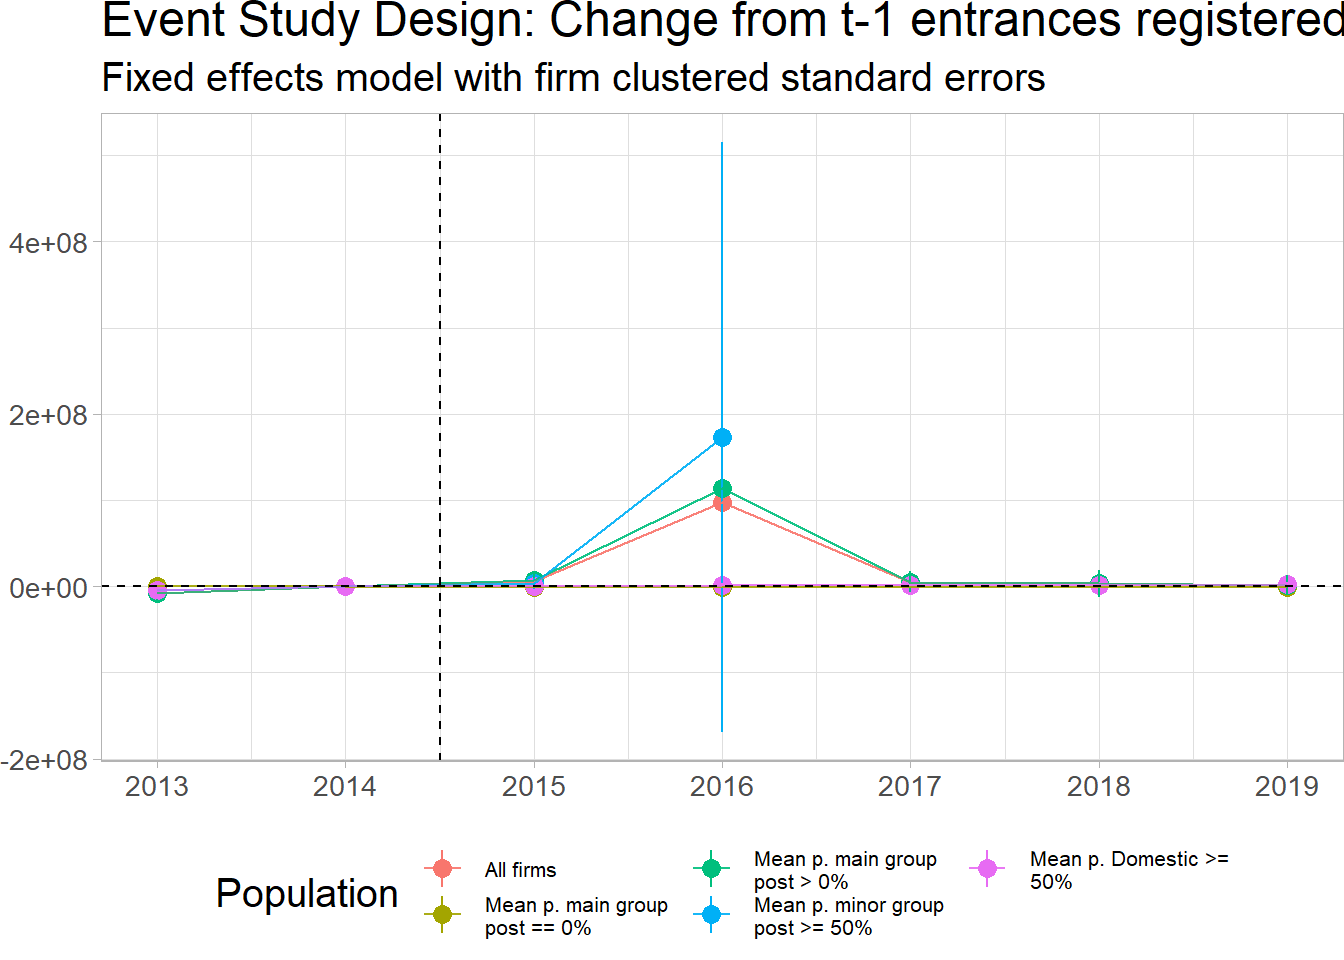 Event Study Design: Change from t-1 entrances registered
Fixed effects model with firm clustered standard errors
4e+08
2e+08
0e+00
-2e+08
2013 2014 2015 2016 2017 2018 2019
Population
All firms
Mean p. main group
post == 0%
Mean p. main group
post > 0%
Mean p. minor group
post >= 50%
Mean p. Domestic >=
50%